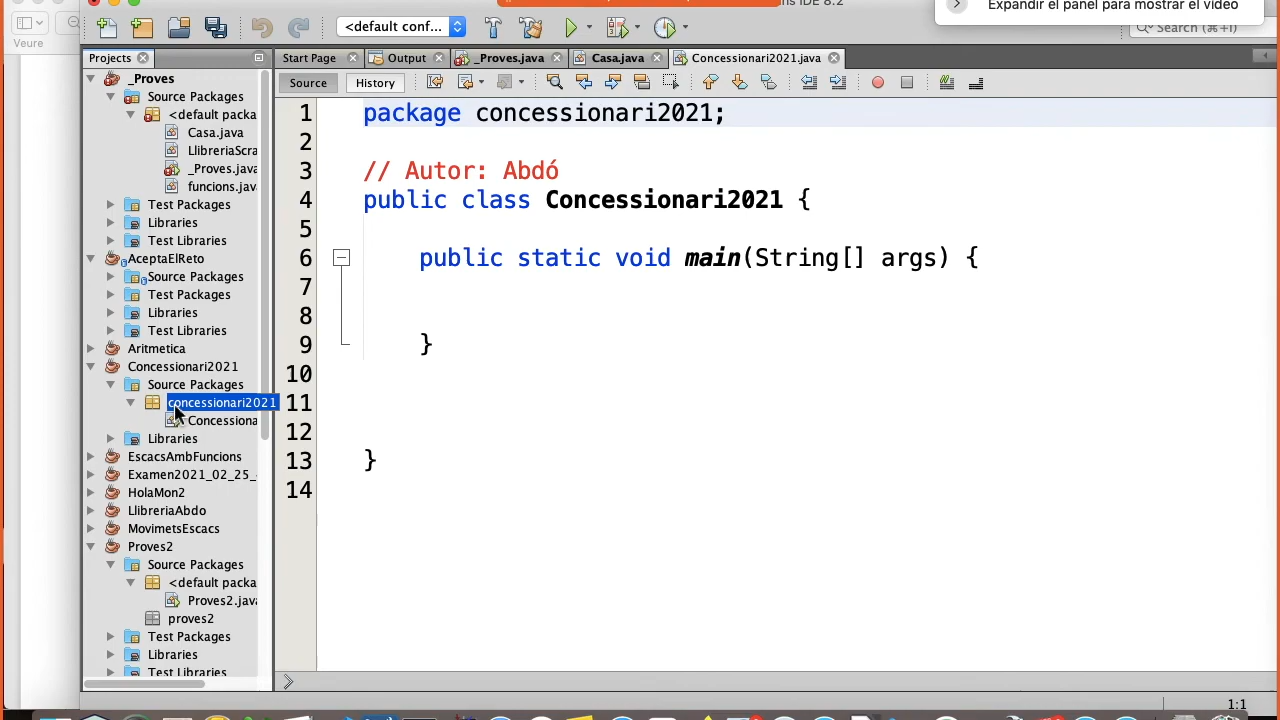 IDE 8.2
Expandir el panel para mostrar el vídeo
<default conf...
Search (⌘+I)
Veure
Projects
Start Page
Output
_Proves.java
Casa.java
Concessionari2021.java
Source
History
_Proves
Source Packages
<default packa
Casa.java
LlibreriaScra
_Proves.java
funcions.java
Test Packages
Libraries
Test Libraries
AceptaElReto
Source Packages
Test Packages
Libraries
Test Libraries
Aritmetica
Concessionari2021
Source Packages
concessionari2021
Concessiona
Libraries
EscacsAmbFuncions
Examen2021_02_25_
HolaMon2
LlibreriaAbdo
MovimetsEscacs
Proves2
Source Packages
<default packa
Proves2.java
proves2
Test Packages
Libraries
Test Libraries
1 package concessionari2021;
2
3 // Autor: Abdó
4 public class Concessionari2021 {
5
6 public static void main(String[] args) {
7
8
9 }
10
11
12
13 }
14
1:1